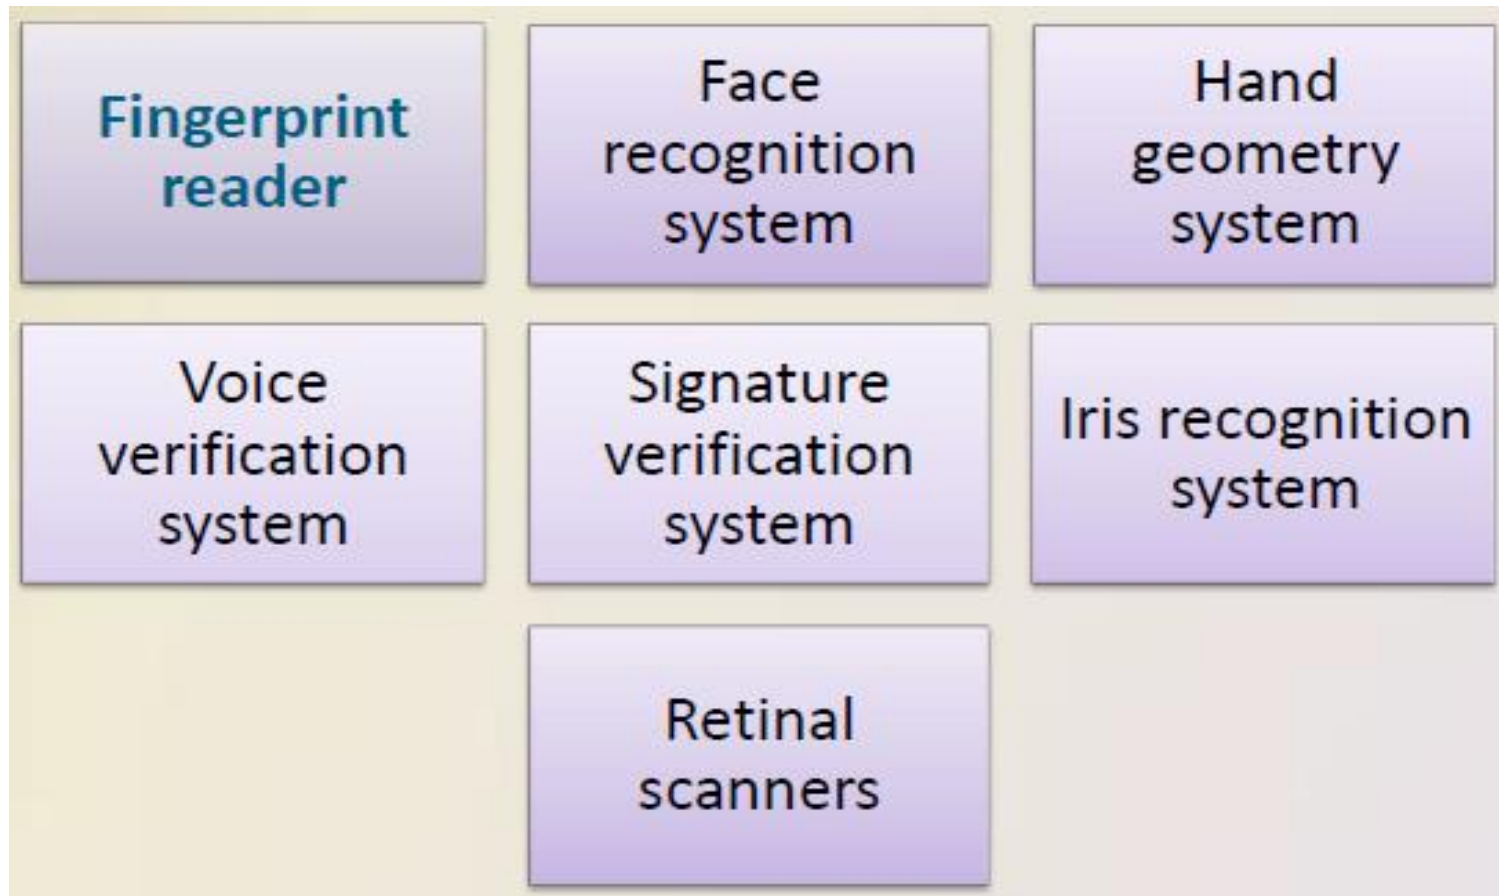 Fingerprint
reader
Face
recognition
system
Hand
geometry
system
Voice
verification
system
Signature
verification
system
Iris recognition
system
Retinal
scanners